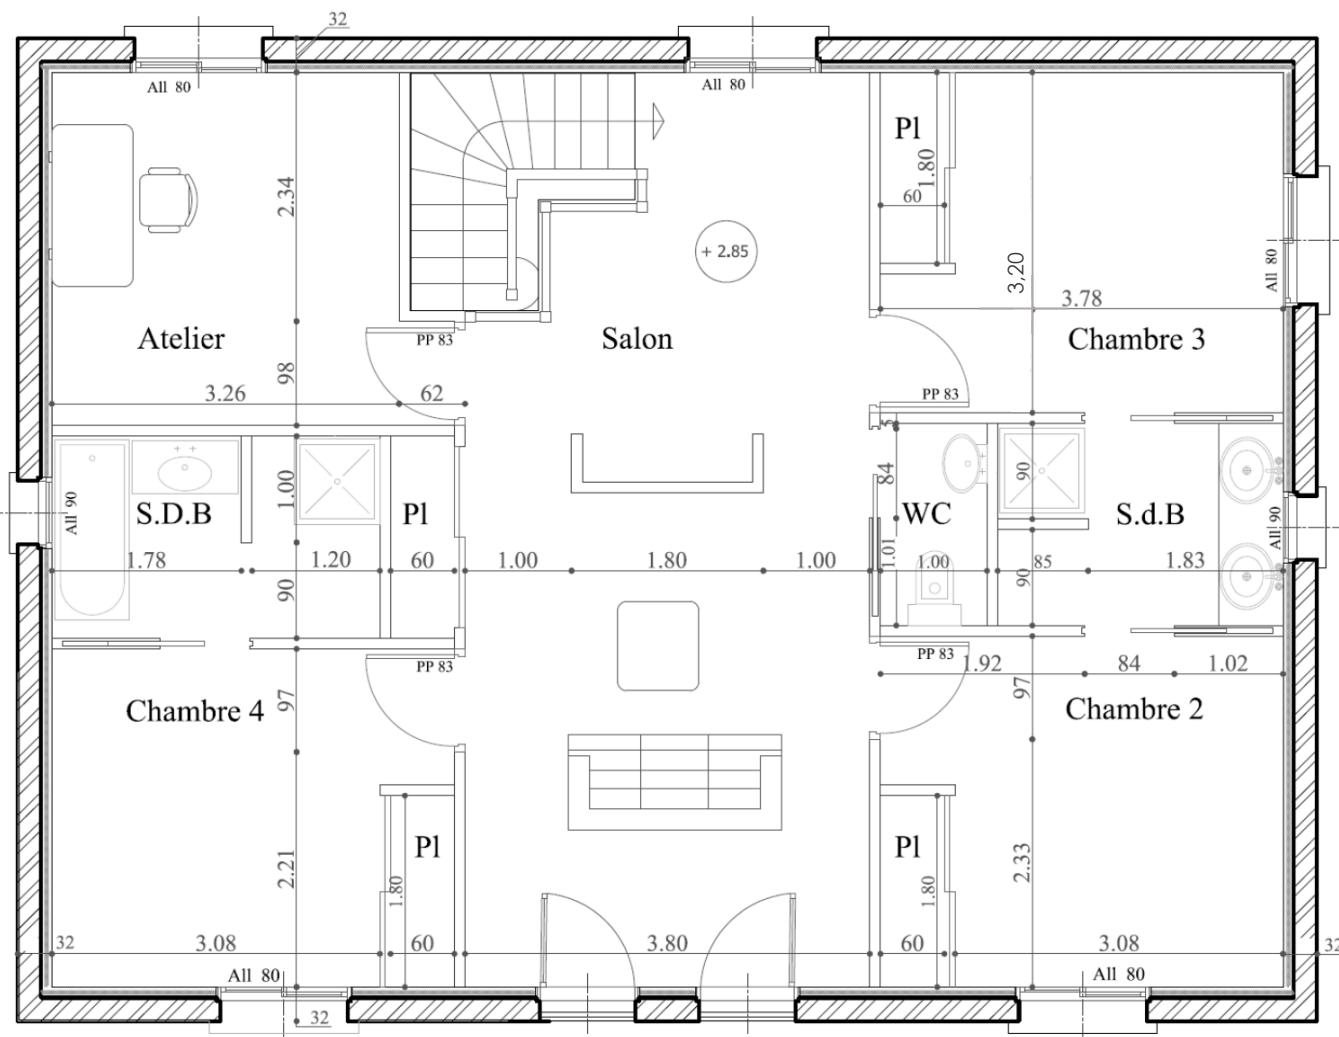 32
All 80
All 80
Pl
1.80
60
2.34
+ 2.85
3,20
All 80
3.78
Atelier
PP 83
Salon
Chambre 3
98
3.26
62
PP 83
5
1.00
84
90
All 90
S.D.B
Pl
WC
S.d.B
All 90
1.78
1.20
60
1.00
1.80
1.00
1.01
1.00
85
1.83
90
90
PP 83
PP 83
1.92
84
1.02
97
97
Chambre 4
Chambre 2
Pl
Pl
2.21
1.80
1.80
2.33
32
3.08
60
3.80
60
3.08
32
All 80
All 80
32